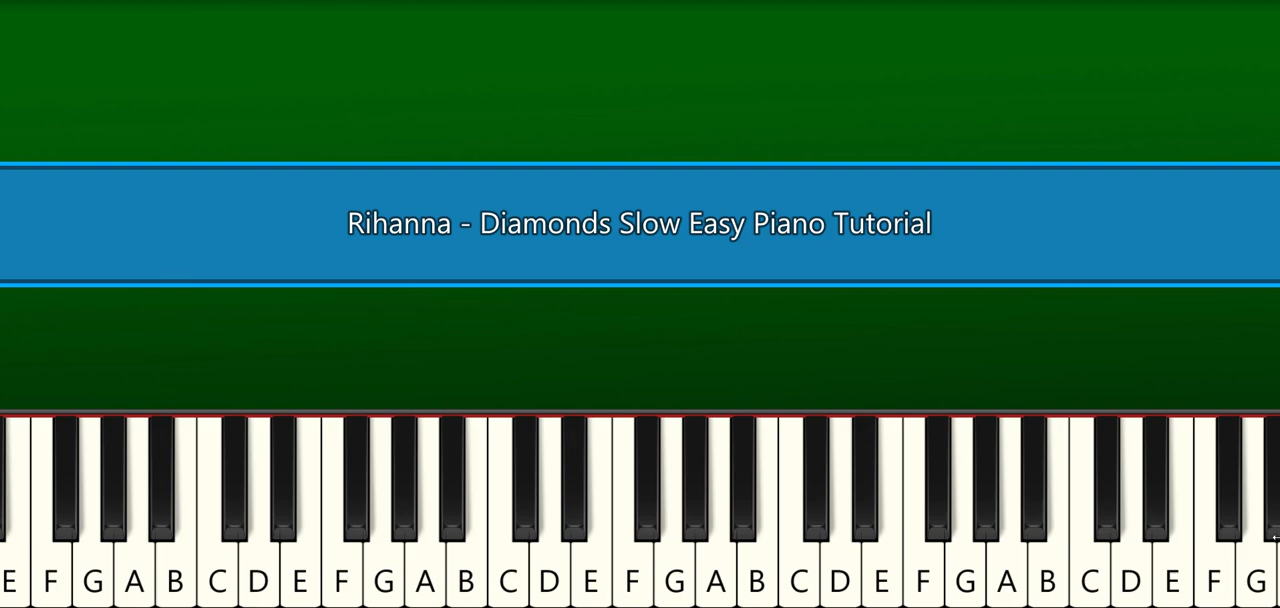 Rihanna - Diamonds Slow Easy Piano Tutorial
E F G A B C D E F G A B C D E F G A B C D E F G A B C D E F G